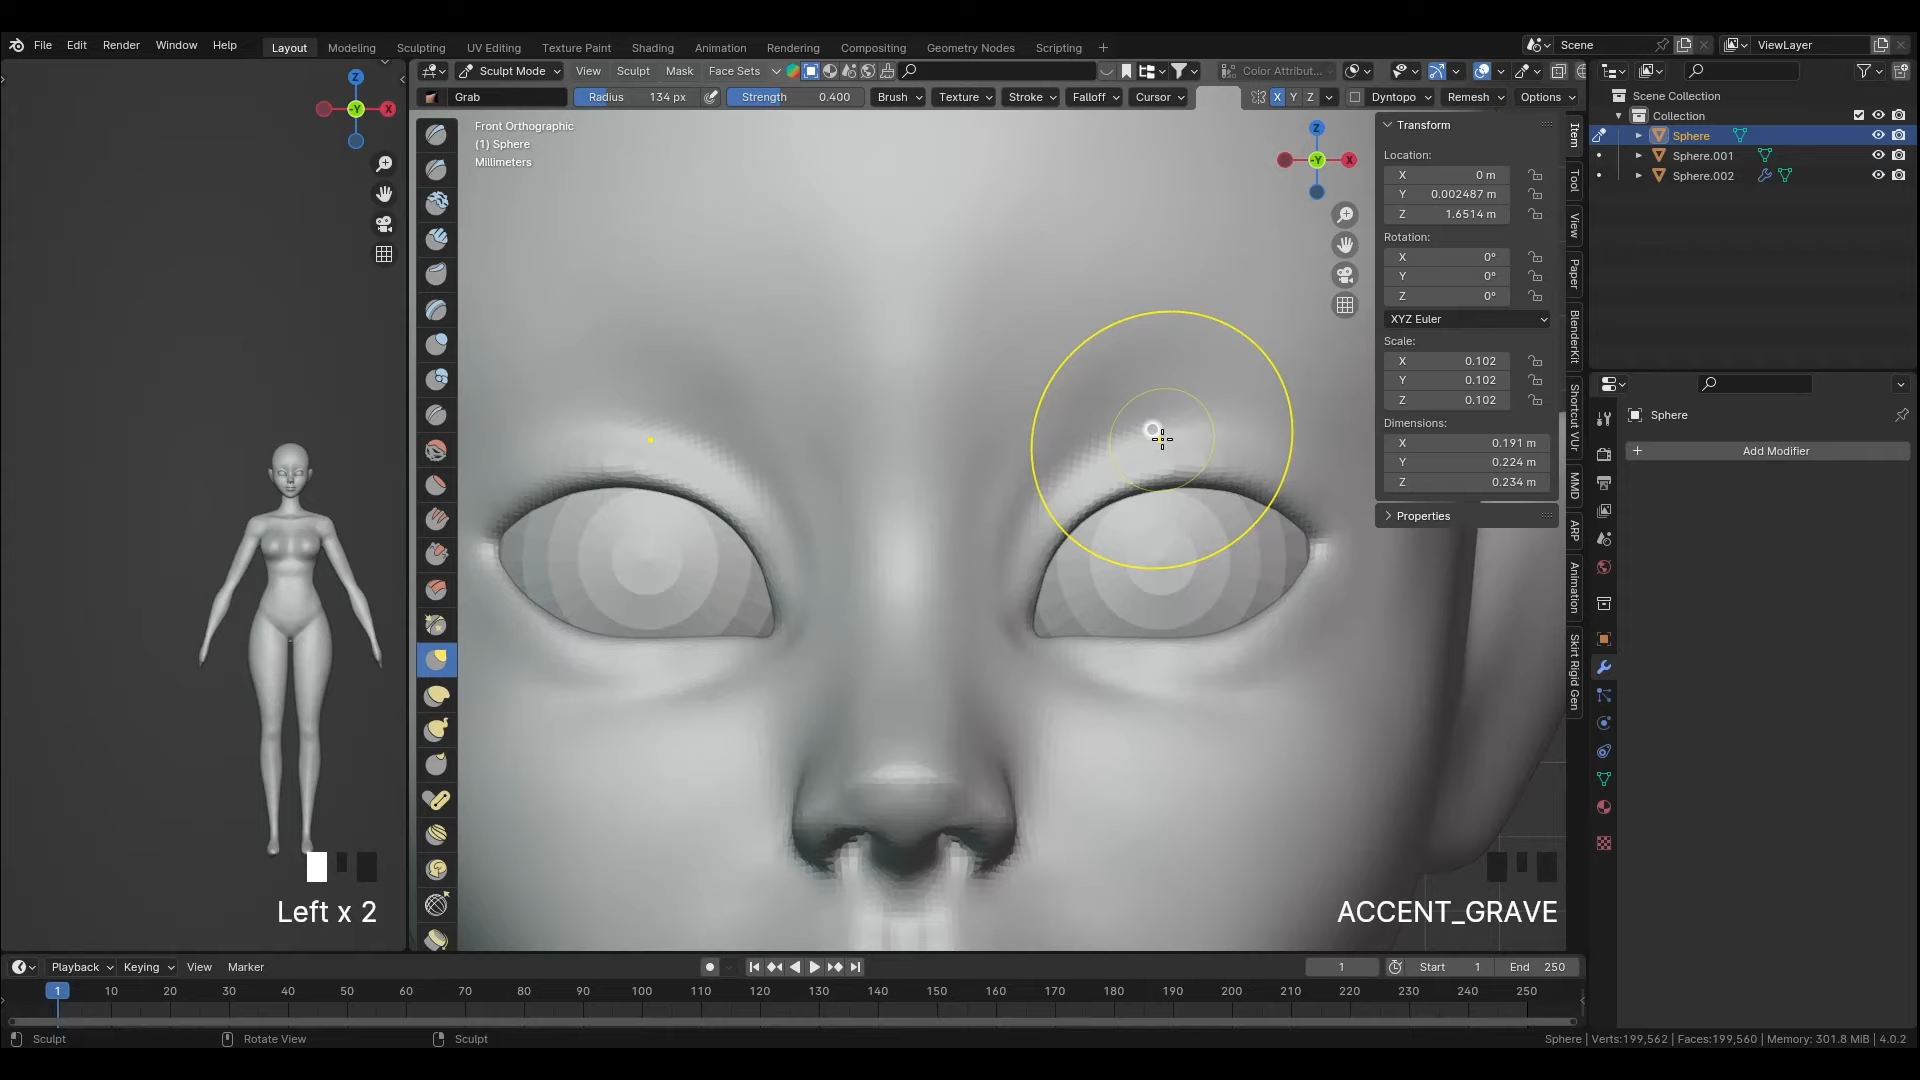 File Edit Render Window Help Layout Modeling Sculpting UV Editing Texture Paint Shading Animation Rendering Compositing Geometry Nodes Scripting + Scene ViewLayer
Sculpt Mode View Sculpt Mask Face Sets Color Attribut...
Grab Radius 134 px Strength 0.400 Brush Texture Stroke Falloff Cursor X Y Z Dyntopo Remesh Options
Front Orthographic
(1) Sphere
Millimeters
Z
-Y
X
Z
-Y
X
Transform
Location:
X 0 m
Y 0.002487 m
Z 1.6514 m
Rotation:
X 0°
Y 0°
Z 0°
XYZ Euler
Scale:
X 0.102
Y 0.102
Z 0.102
Dimensions:
X 0.191 m
Y 0.224 m
Z 0.234 m
Properties
Item
Tool
View
Paper
BlenderKit
Shortcut VUr
MMD
ARP
Animation
Skirt Rigid Gen
Scene Collection
Collection
Sphere
Sphere.001
Sphere.002
Sphere
+ Add Modifier
Left x 2
ACCENT_GRAVE
Playback Keying View Marker 1 Start 1 End 250
1 10 20 30 40 50 60 70 80 90 100 110 120 130 140 150 160 170 180 190 200 210 220 230 240 250
Sculpt Rotate View Sculpt Sphere | Verts:199,562 | Faces:199,560 | Memory: 301.8 MiB | 4.0.2